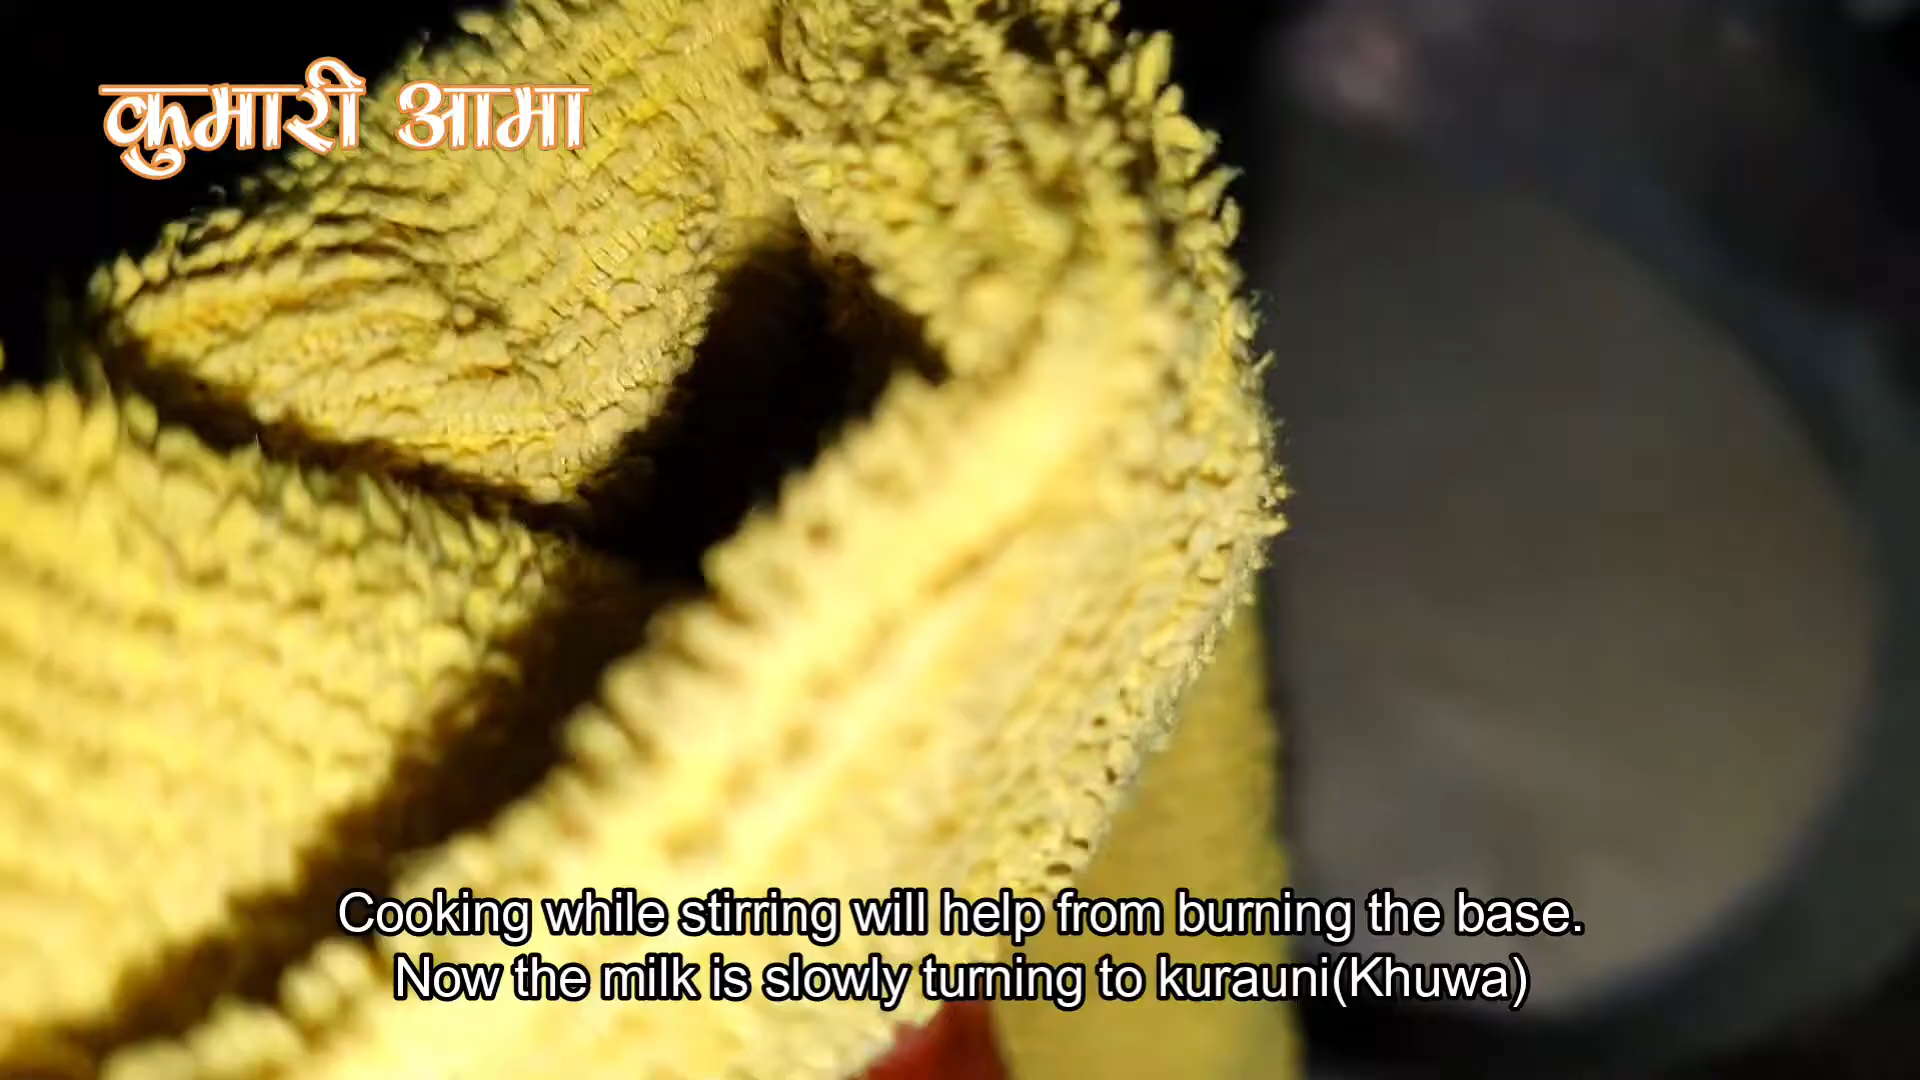 कुमारी आमा
Cooking while stirring will help from burning the base.
Now the milk is slowly turning to kurauni(Khuwa)